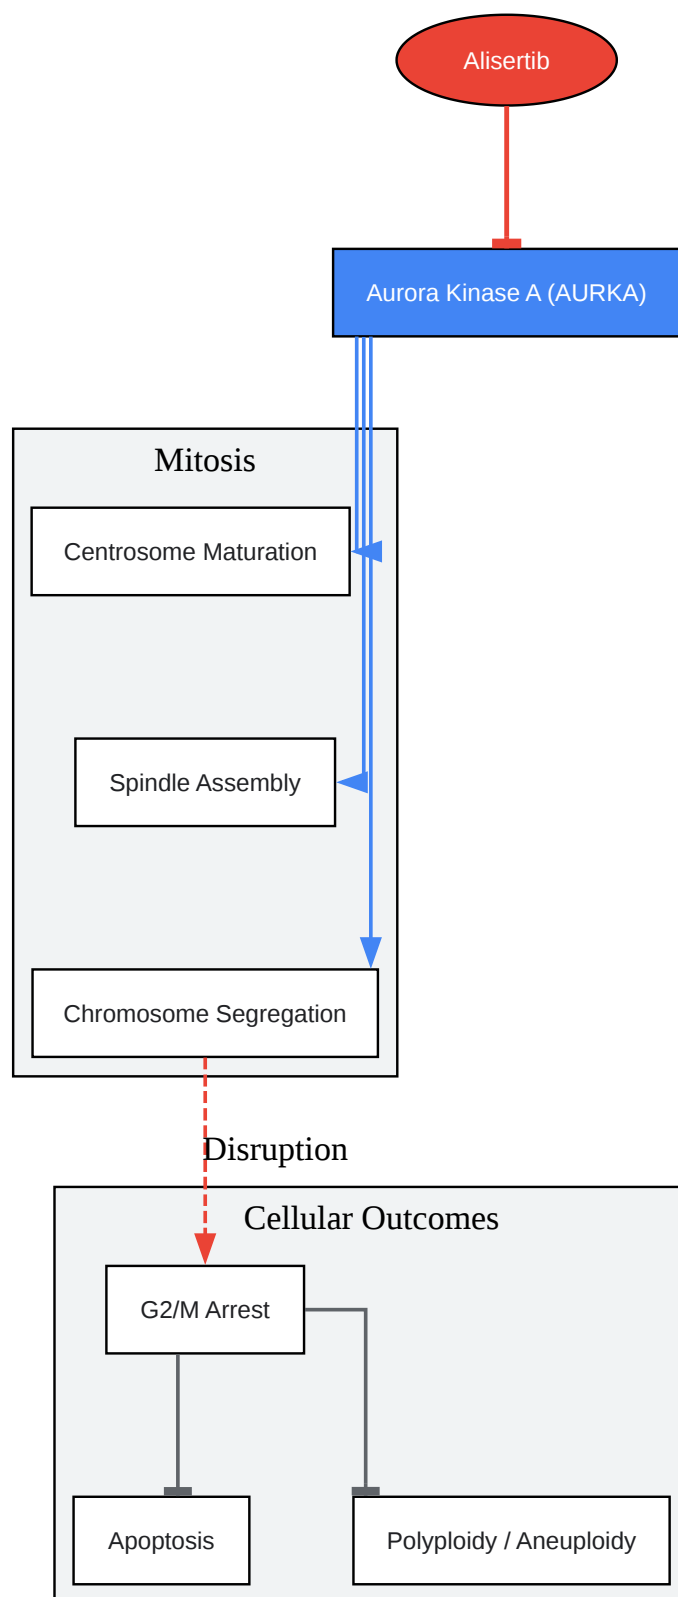 Alisertib
Aurora Kinase A (AURKA)
Mitosis
Centrosome Maturation
Spindle Assembly
Chromosome Segregation
Disruption
Cellular Outcomes
G2/M Arrest
Apoptosis
Polyploidy / Aneuploidy